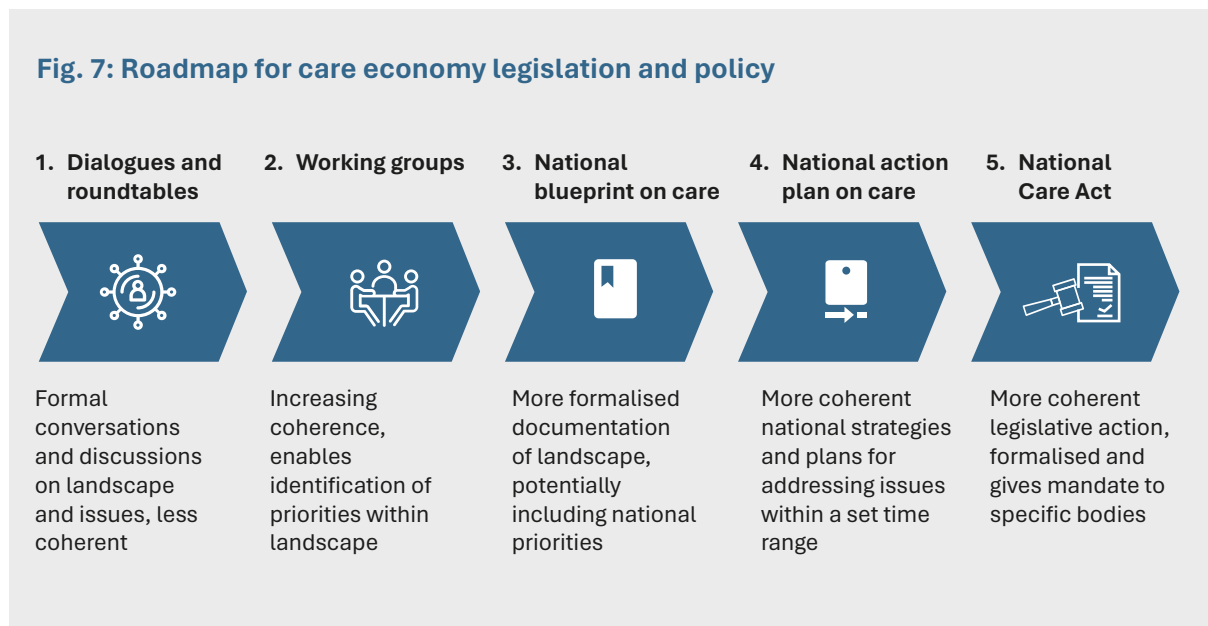 Fig. 7: Roadmap for care economy legislation and policy
1. Dialogues and
roundtables
2. Working groups
3. National
blueprint on care
4. National action
plan on care
5. National
Care Act
Formal
conversations
and discussions
on landscape
and issues, less
coherent
Increasing
coherence,
enables
identification of
priorities within
landscape
More formalised
documentation
of landscape,
potentially
including national
priorities
More coherent
national strategies
and plans for
addressing issues
within a set time
range
More coherent
legislative action,
formalised and
gives mandate to
specific bodies